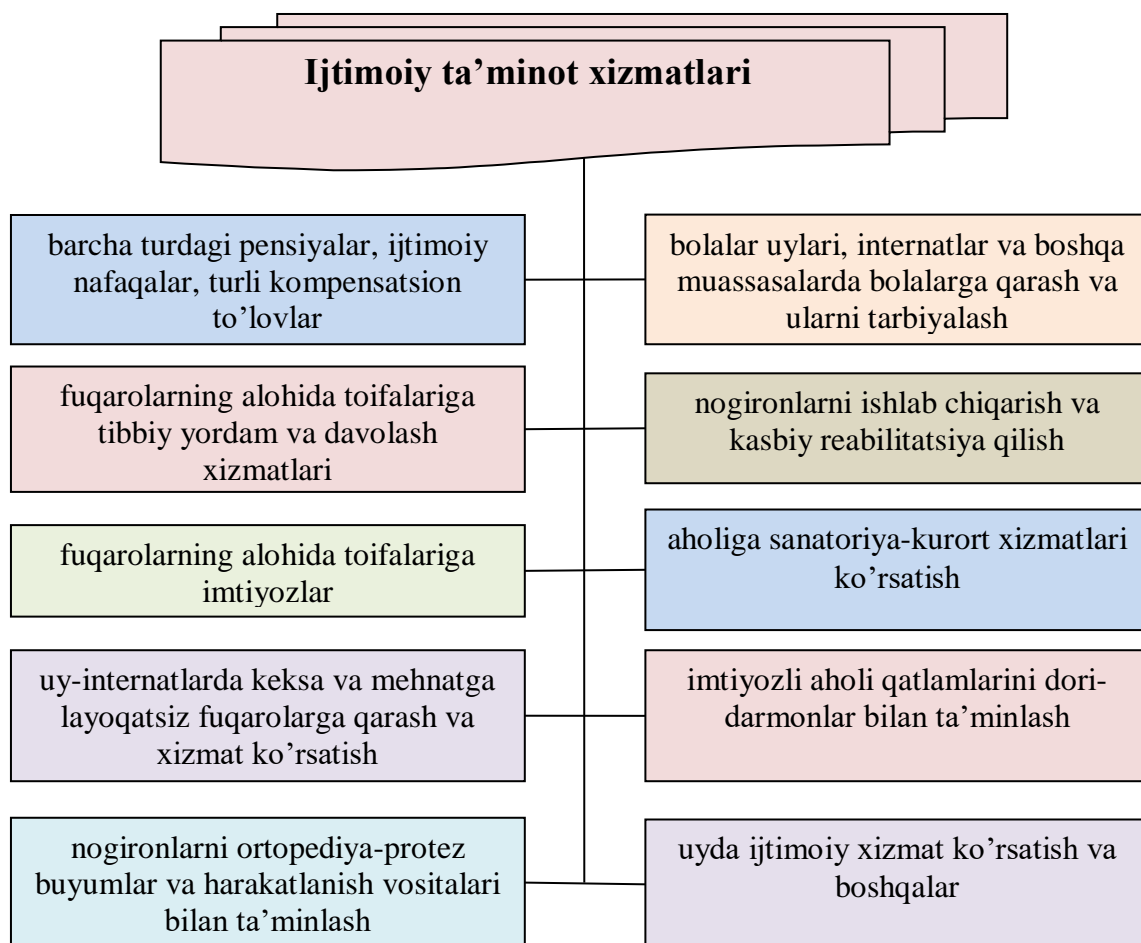 Ijtimoiy ta’minot xizmatlari
barcha turdagi pensiyalar, ijtimoiy
nafaqalar, turli kompensatsion
to’lovlar
bolalar uylari, internatlar va boshqa
muassasalarda bolalarga qarash va
ularni tarbiyalash
fuqarolarning alohida toifalariga
tibbiy yordam va davolash
xizmatlari
nogironlarni ishlab chiqarish va
kasbiy reabilitatsiya qilish
fuqarolarning alohida toifalariga
imtiyozlar
aholiga sanatoriya-kurort xizmatlari
ko’rsatish
uy-internatlarda keksa va mehnatga
layoqatsiz fuqarolarga qarash va
xizmat ko’rsatish
imtiyozli aholi qatlamlarini dori-
darmonlar bilan ta’minlash
nogironlarni ortopediya-protez
buyumlar va harakatlanish vositalari
bilan ta’minlash
uyda ijtimoiy xizmat ko’rsatish va
boshqalar